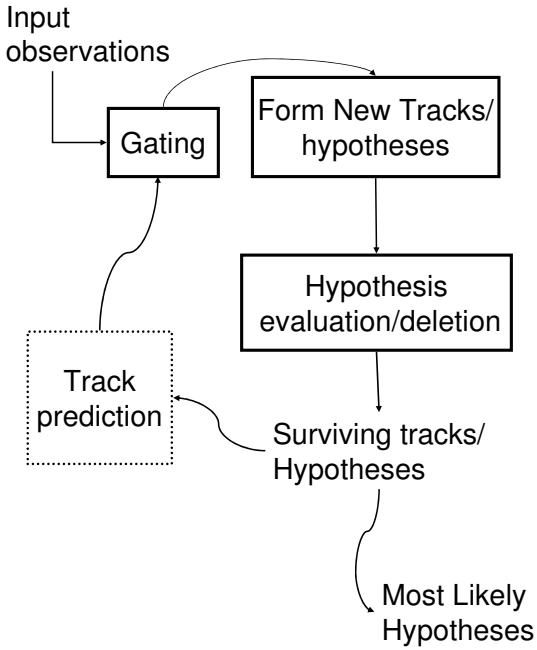 Input
observations
Gating
Form New Tracks/
hypotheses
Hypothesis
evaluation/deletion
Track
prediction
Surviving tracks/
Hypotheses
Most Likely
Hypotheses